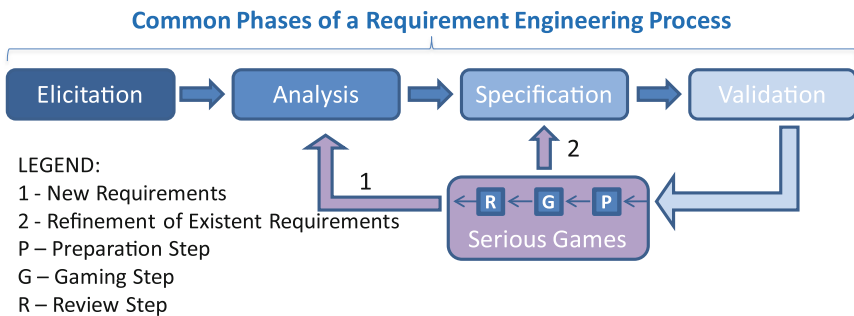 Common Phases of a Requirement Engineering Process
Elicitation
Analysis
Specification
Validation
LEGEND:
1 - New Requirements
2 - Refinement of Existent Requirements
P – Preparation Step
G – Gaming Step
R – Review Step
1
2
R G P
Serious Games